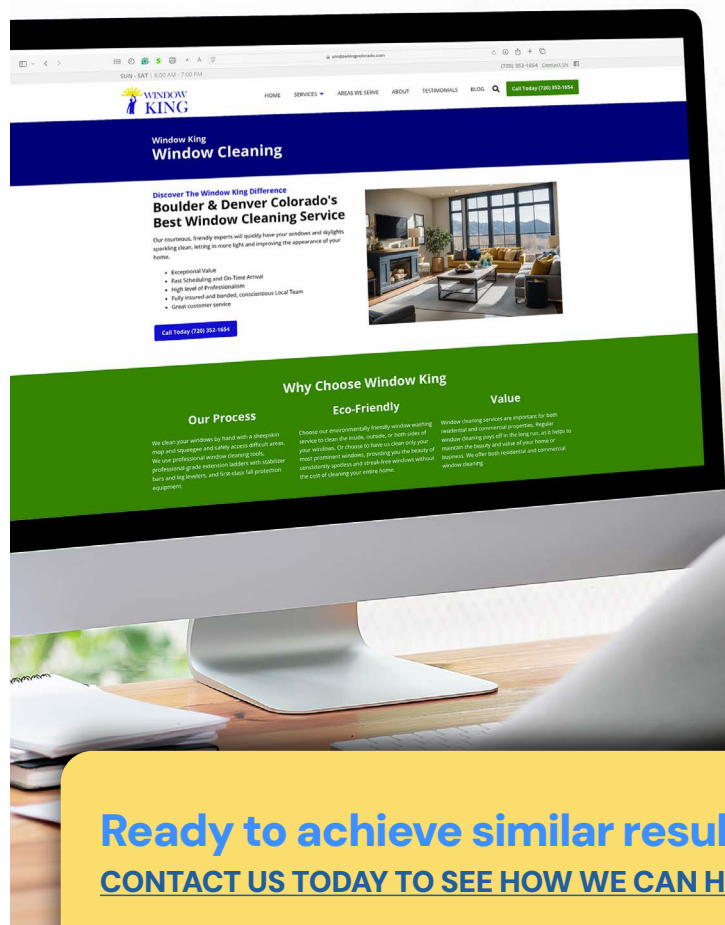 windowkingcolorado.com
SUN - SAT | 8:00 AM - 7:00 PM
(720) 352-1654 Contact Us
WINDOW
KING
HOME SERVICES AREAS WE SERVE ABOUT TESTIMONIALS BLOG
Call Today (720) 352-1654
Window King
Window Cleaning
Discover The Window King Difference
Boulder & Denver Colorado's
Best Window Cleaning Service
Our courteous, friendly experts will quickly have your windows and skylights
sparkling clean, letting in more light and improving the appearance of your
home.
• Exceptional Value
• Fast Scheduling and On-Time Arrival
• High level of Professionalism
• Fully insured and bonded, conscientious Local Team
• Great customer service
Call Today (720) 352-1654
Why Choose Window King
Our Process
We clean your windows by hand with a sheepskin
mop and squeegee and safely access difficult areas.
We use professional window cleaning tools,
professional-grade extension ladders with stabilizer
bars and leg levelers, and first-class fall protection
equipment.
Eco-Friendly
Choose our environmentally friendly window washing
service to clean the inside, outside, or both sides of
your windows. Or choose to have us clean only your
most prominent windows, providing you the beauty of
consistently spotless and streak-free windows without
the cost of cleaning your entire home.
Value
Window cleaning services are important for both
residential and commercial properties. Regular
window cleaning pays off in the long run, as it helps to
maintain the beauty and value of your home or
business. We offer both residential and commercial
window cleaning.
Ready to achieve similar resul
CONTACT US TODAY TO SEE HOW WE CAN H